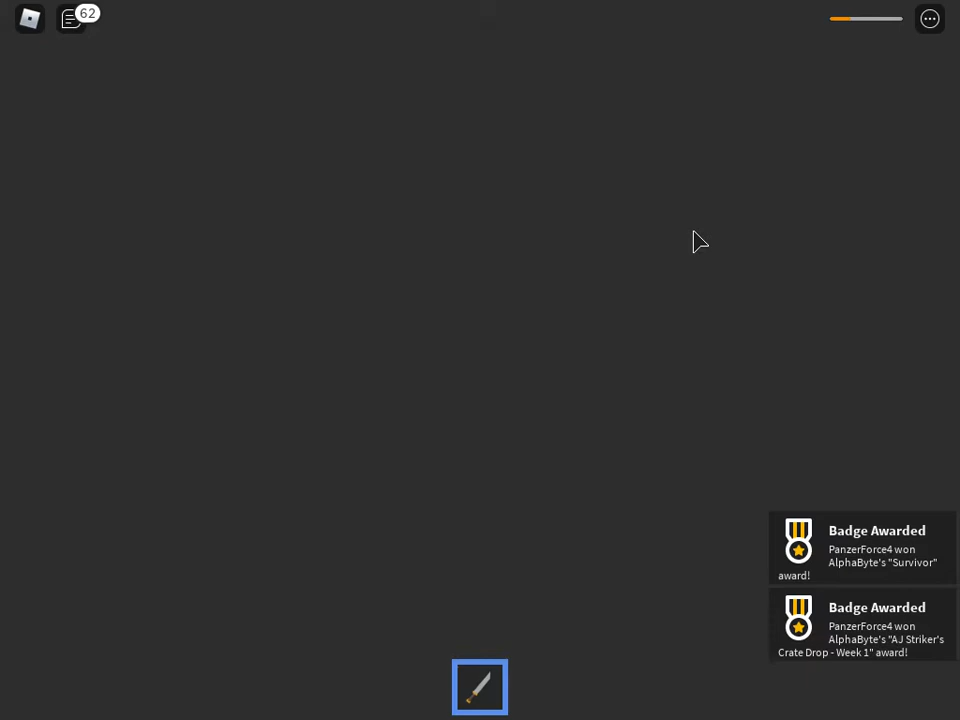 62
Badge Awarded
PanzerForce4 won
AlphaByte's "Survivor"
award!
Badge Awarded
PanzerForce4 won
AlphaByte's "AJ Striker's
Crate Drop - Week 1" award!